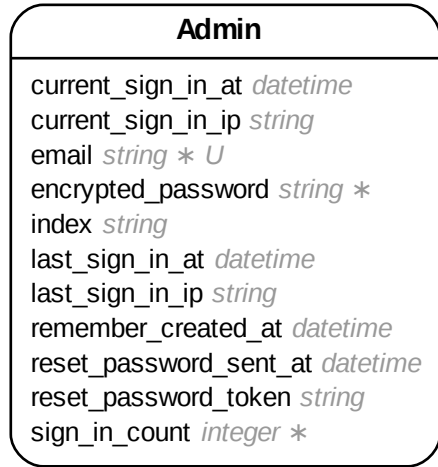 Admin
current_sign_in_at datetime
current_sign_in_ip string
email string ∗ U
encrypted_password string ∗
index string
last_sign_in_at datetime
last_sign_in_ip string
remember_created_at datetime
reset_password_sent_at datetime
reset_password_token string
sign_in_count integer ∗